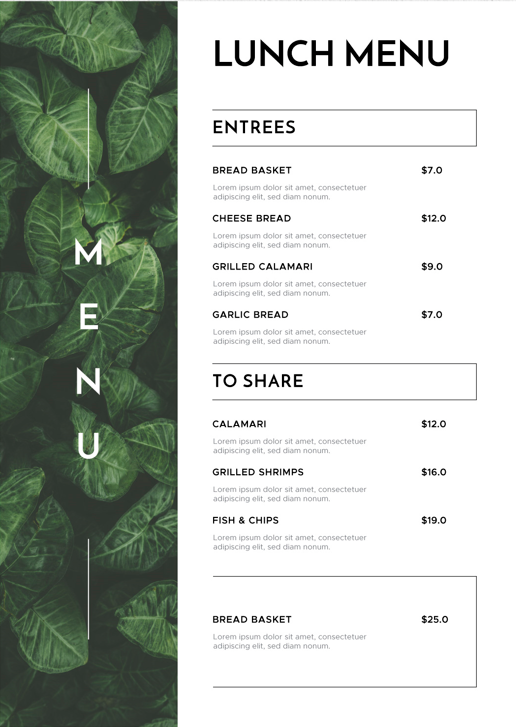 LUNCH MENU
M
E
N
U
ENTREES
BREAD BASKET $7.0
Lorem ipsum dolor sit amet, consectetuer
adipiscing elit, sed diam nonum.
CHEESE BREAD $12.0
Lorem ipsum dolor sit amet, consectetuer
adipiscing elit, sed diam nonum.
GRILLED CALAMARI $9.0
Lorem ipsum dolor sit amet, consectetuer
adipiscing elit, sed diam nonum.
GARLIC BREAD $7.0
Lorem ipsum dolor sit amet, consectetuer
adipiscing elit, sed diam nonum.
TO SHARE
CALAMARI $12.0
Lorem ipsum dolor sit amet, consectetuer
adipiscing elit, sed diam nonum.
GRILLED SHRIMPS $16.0
Lorem ipsum dolor sit amet, consectetuer
adipiscing elit, sed diam nonum.
FISH & CHIPS $19.0
Lorem ipsum dolor sit amet, consectetuer
adipiscing elit, sed diam nonum.
BREAD BASKET $25.0
Lorem ipsum dolor sit amet, consectetuer
adipiscing elit, sed diam nonum.